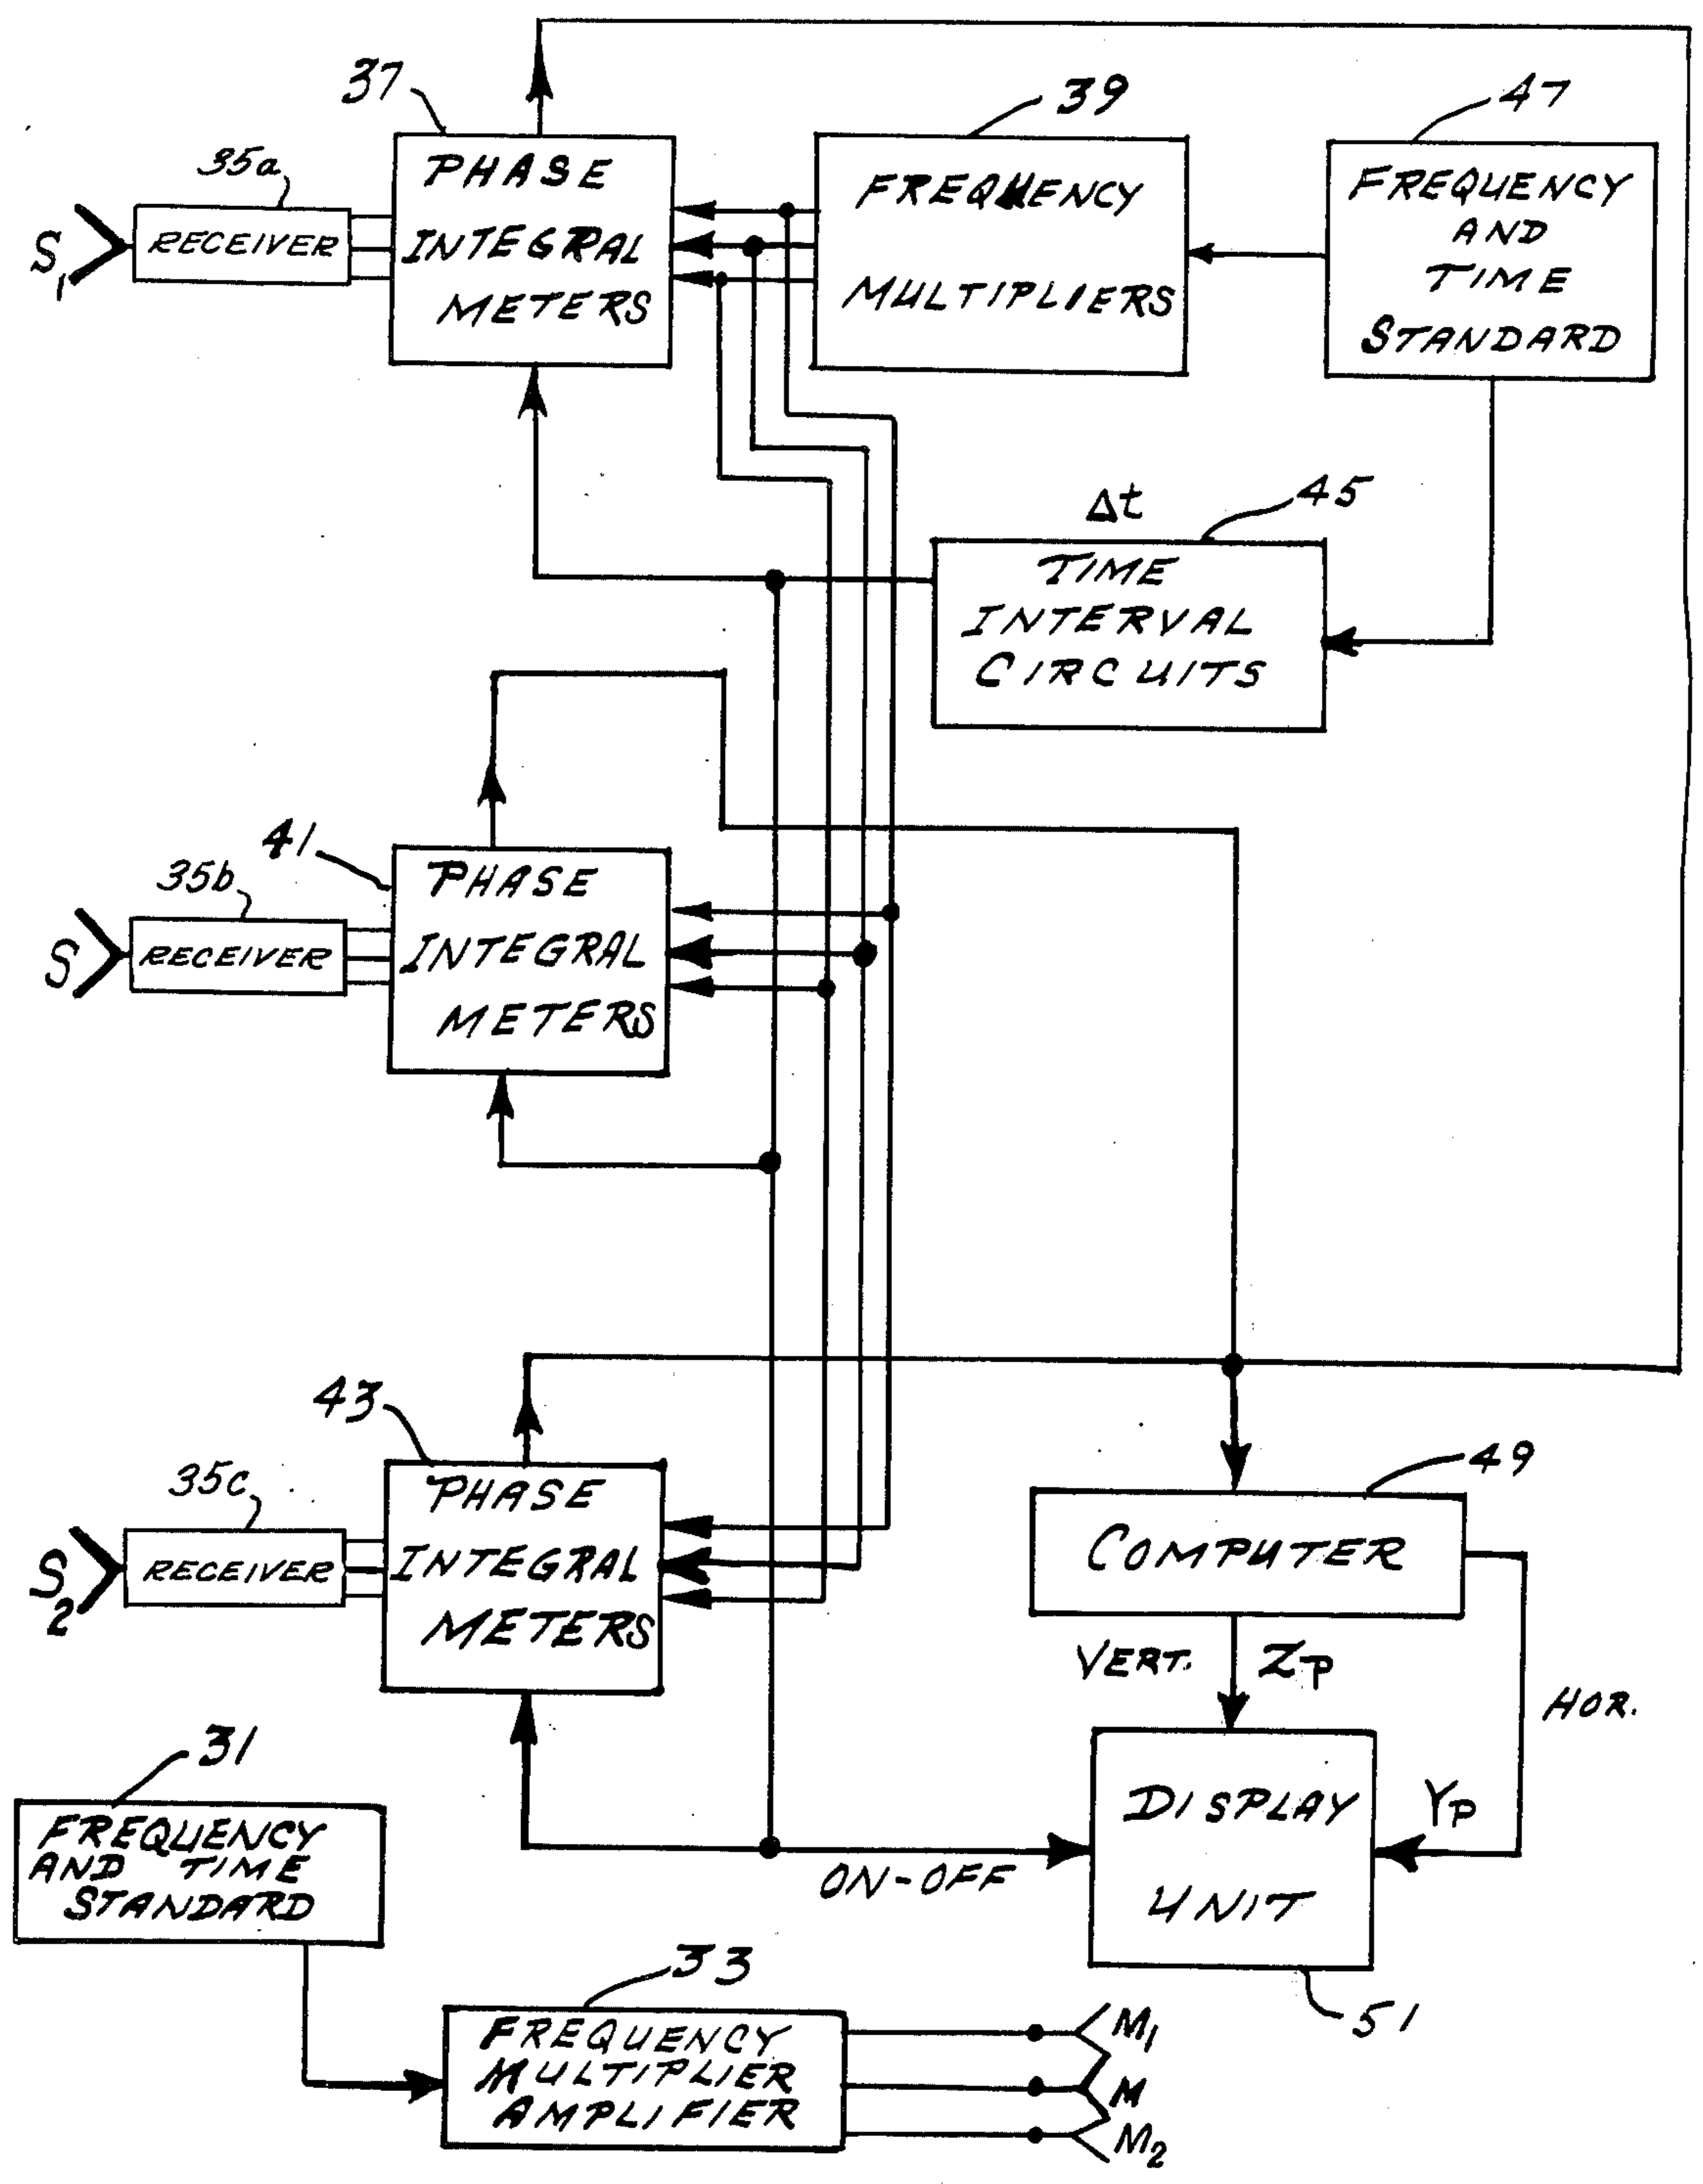 37
39
47
35a
S1
RECEIVER
PHASE
INTEGRAL
METERS
FREQUENCY
MULTIPLIERS
FREQUENCY
AND
TIME
STANDARD
Δt
45
TIME
INTERVAL
CIRCUITS
41
35b
S
RECEIVER
PHASE
INTEGRAL
METERS
43
35c
S2
RECEIVER
PHASE
INTEGRAL
METERS
49
COMPUTER
VERT. ZP
HOR.
YP
DISPLAY
UNIT
51
ON-OFF
31
FREQUENCY
AND TIME
STANDARD
33
FREQUENCY
MULTIPLIER
AMPLIFIER
M1
M
M2